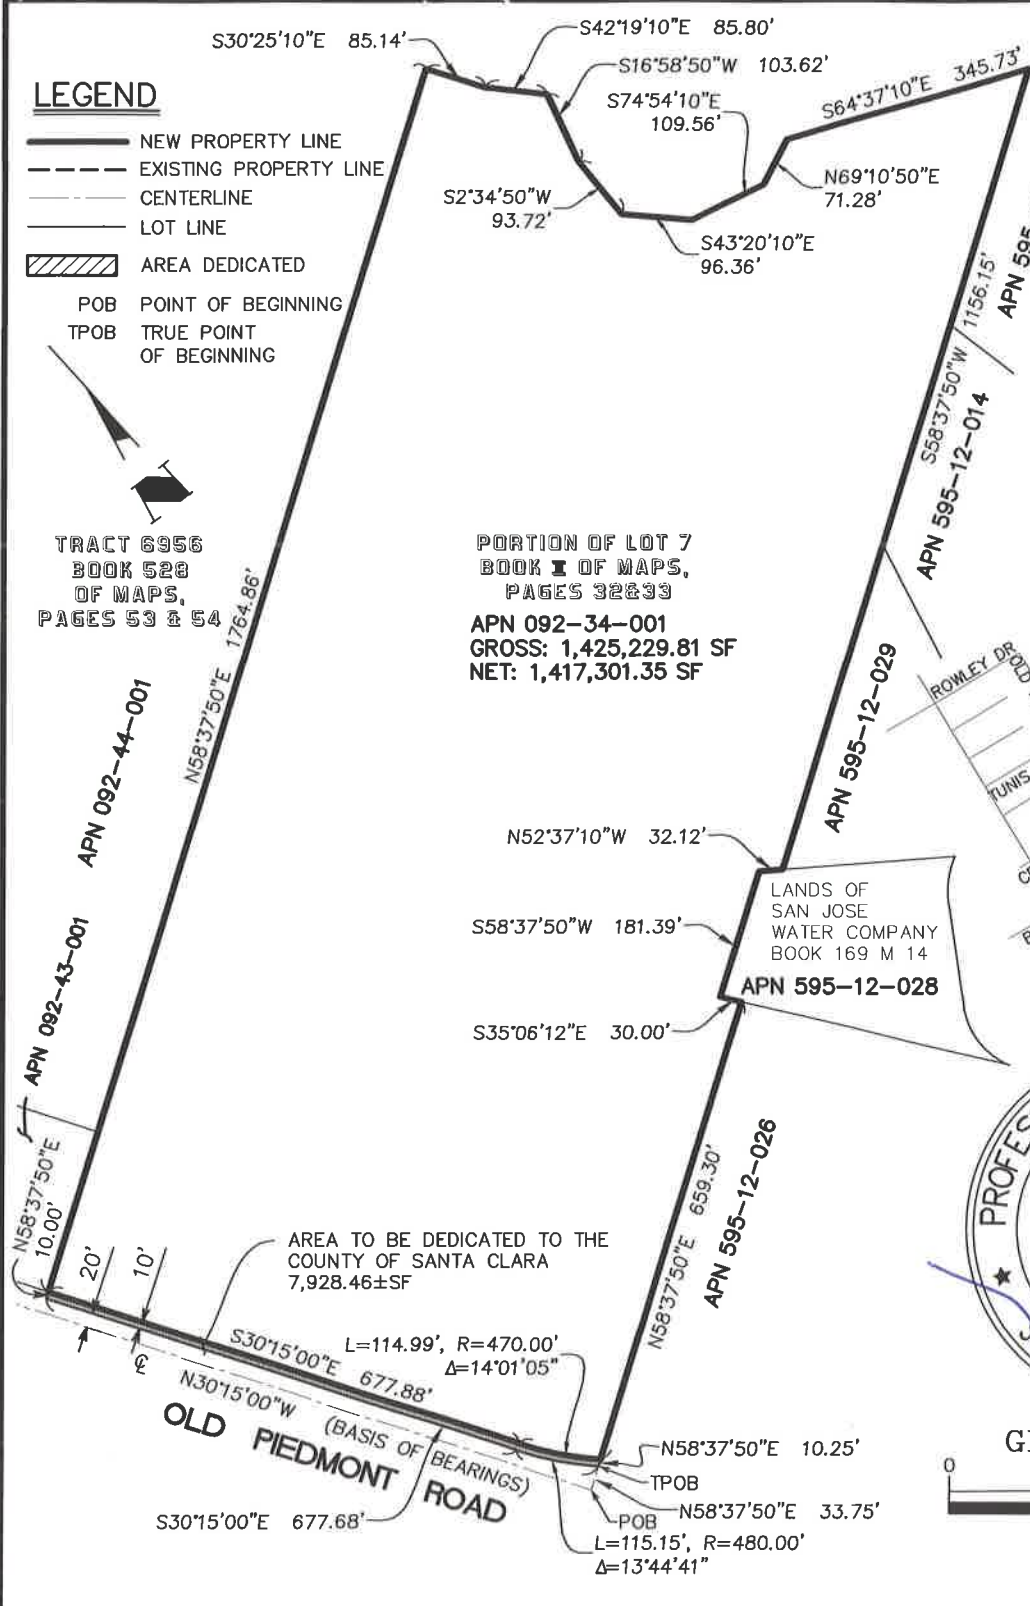 S30°25'10"E 85.14'
S42°19'10"E 85.80'
S16°58'50"W 103.62'
S74°54'10"E
109.56'
S64°37'10"E 345.73'
N69°10'50"E
71.28'
S2°34'50"W
93.72'
S43°20'10"E
96.36'
LEGEND
NEW PROPERTY LINE
EXISTING PROPERTY LINE
CENTERLINE
LOT LINE
AREA DEDICATED
POB POINT OF BEGINNING
TPOB TRUE POINT
OF BEGINNING
S58°37'50"W 1156.15'
APN 595
APN 595-12-014
TRACT 6956
BOOK 528
OF MAPS,
PAGES 53 & 54
N58°37'50"E 1764.86'
PORTION OF LOT 7
BOOK I OF MAPS,
PAGES 32&33
APN 092-34-001
GROSS: 1,425,229.81 SF
NET: 1,417,301.35 SF
APN 092-44-001
APN 595-12-029
ROWLEY DR.
OLD
TUNIS
N52°37'10"W 32.12'
S58°37'50"W 181.39'
S35°06'12"E 30.00'
LANDS OF
SAN JOSE
WATER COMPANY
BOOK 169 M 14
APN 595-12-028
APN 092-43-001
N58°37'50"E
10.00'
N58°37'50"E 659.30'
APN 595-12-026
PROFES
20'
10'
AREA TO BE DEDICATED TO THE
COUNTY OF SANTA CLARA
7,928.46±SF
S30°15'00"E 677.88'
L=114.99', R=470.00'
Δ=14°01'05"
N30°15'00"W (BASIS OF BEARINGS)
OLD PIEDMONT ROAD
N58°37'50"E 10.25'
TPOB
N58°37'50"E 33.75'
POB
S30°15'00"E 677.68'
L=115.15', R=480.00'
Δ=13°44'41"
0